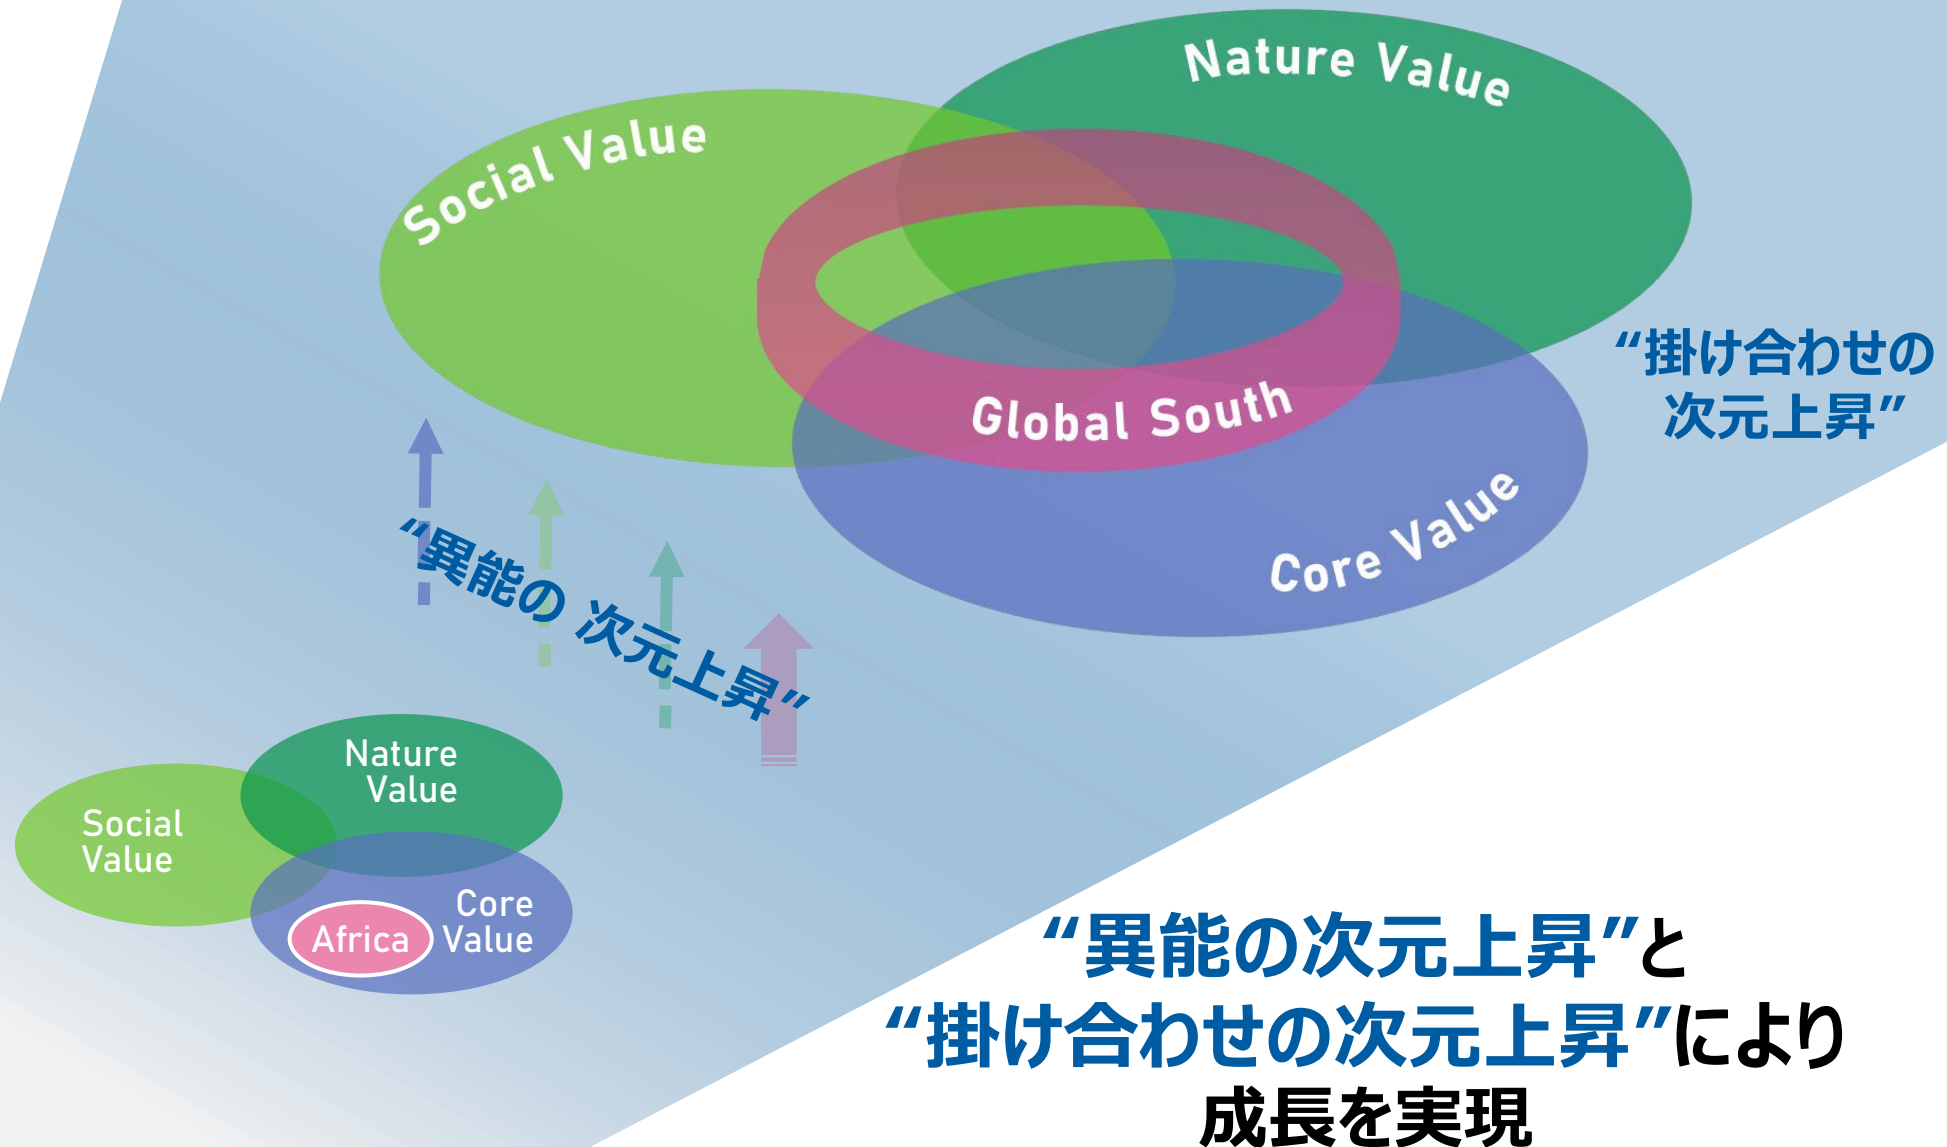 Nature Value
Social Value
Global South
Core Value
“掛け合わせの
次元上昇”
“異能の 次元上昇”
Nature
Value
Social
Value
Core
Value
Africa
“異能の次元上昇”と
“掛け合わせの次元上昇”により
成長を実現